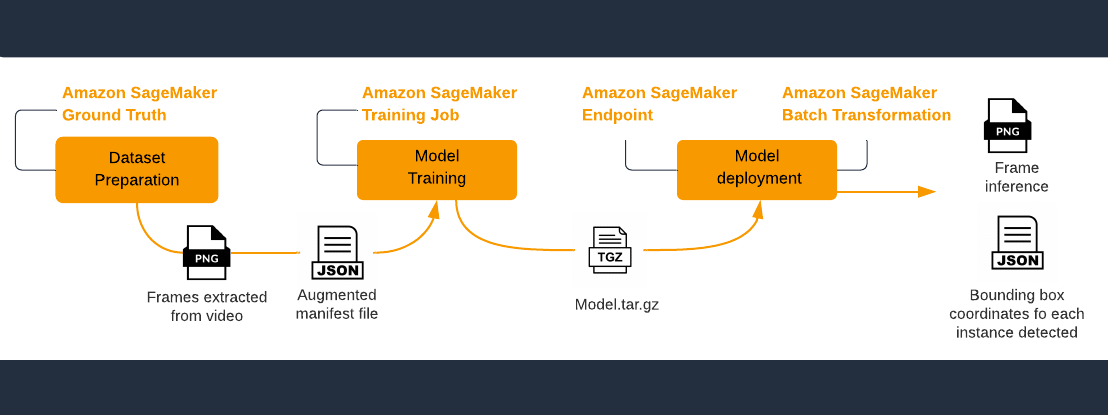 Amazon SageMaker
Ground Truth
Dataset
Preparation
PNG
Frames extracted
from video
JSON
Augmented
manifest file
Amazon SageMaker
Training Job
Model
Training
TGZ
Model.tar.gz
Amazon SageMaker
Endpoint
Amazon SageMaker
Batch Transformation
Model
deployment
PNG
Frame
inference
JSON
Bounding box
coordinates fo each
instance detected